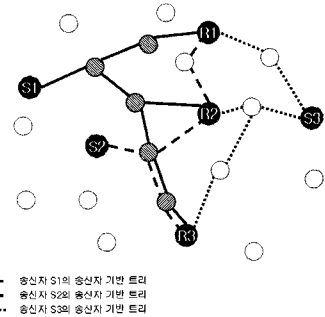 R1
S1
R2
S3
S2
R3
송신자 S1의 송신자 기반 트리
송신자 S2의 송신자 기반 트리
송신자 S3의 송신자 기반 트리